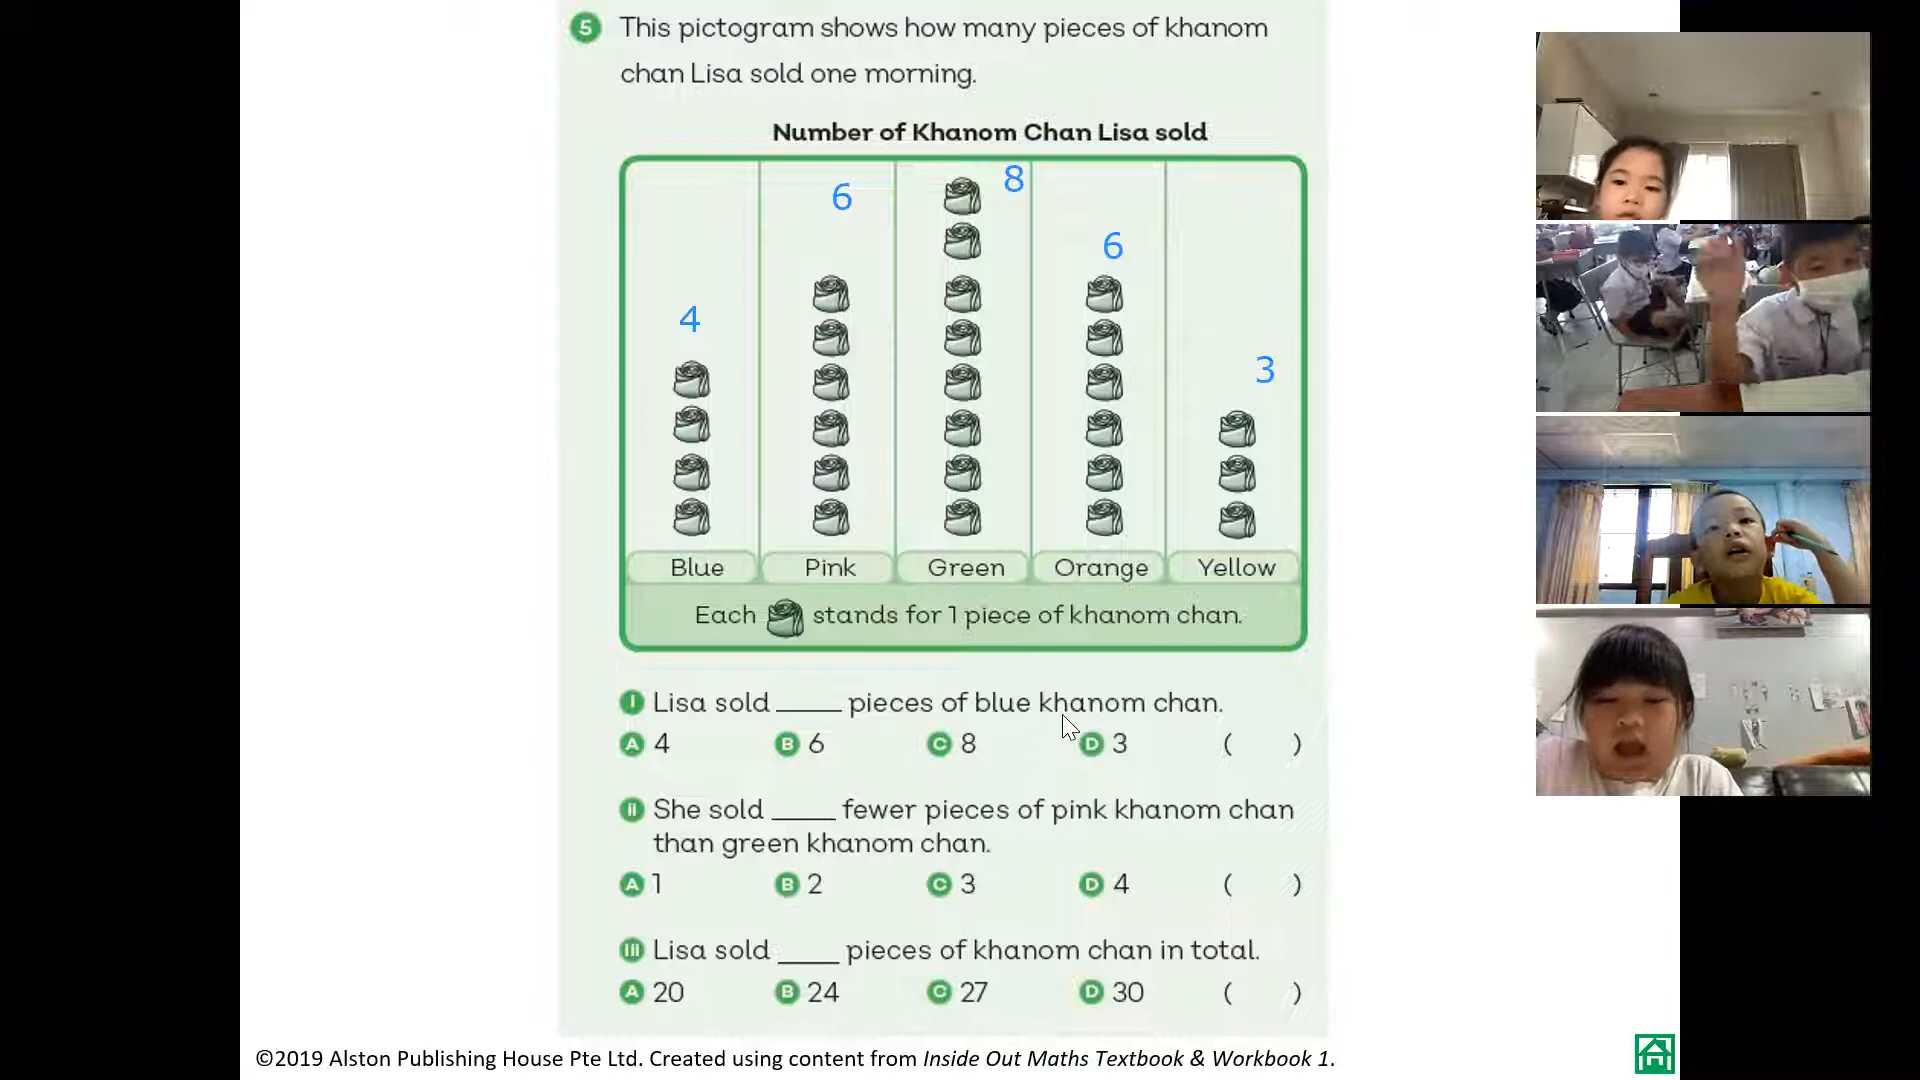 5 This pictogram shows how many pieces of khanom
chan Lisa sold one morning.
Number of Khanom Chan Lisa sold
4 6 8 6 3
Blue Pink Green Orange Yellow
Each stands for 1 piece of khanom chan.
I Lisa sold _____ pieces of blue khanom chan.
A 4 B 6 C 8 D 3 ( )
II She sold _____ fewer pieces of pink khanom chan
than green khanom chan.
A 1 B 2 C 3 D 4 ( )
III Lisa sold _____ pieces of khanom chan in total.
A 20 B 24 C 27 D 30 ( )
©2019 Alston Publishing House Pte Ltd. Created using content from Inside Out Maths Textbook & Workbook 1.